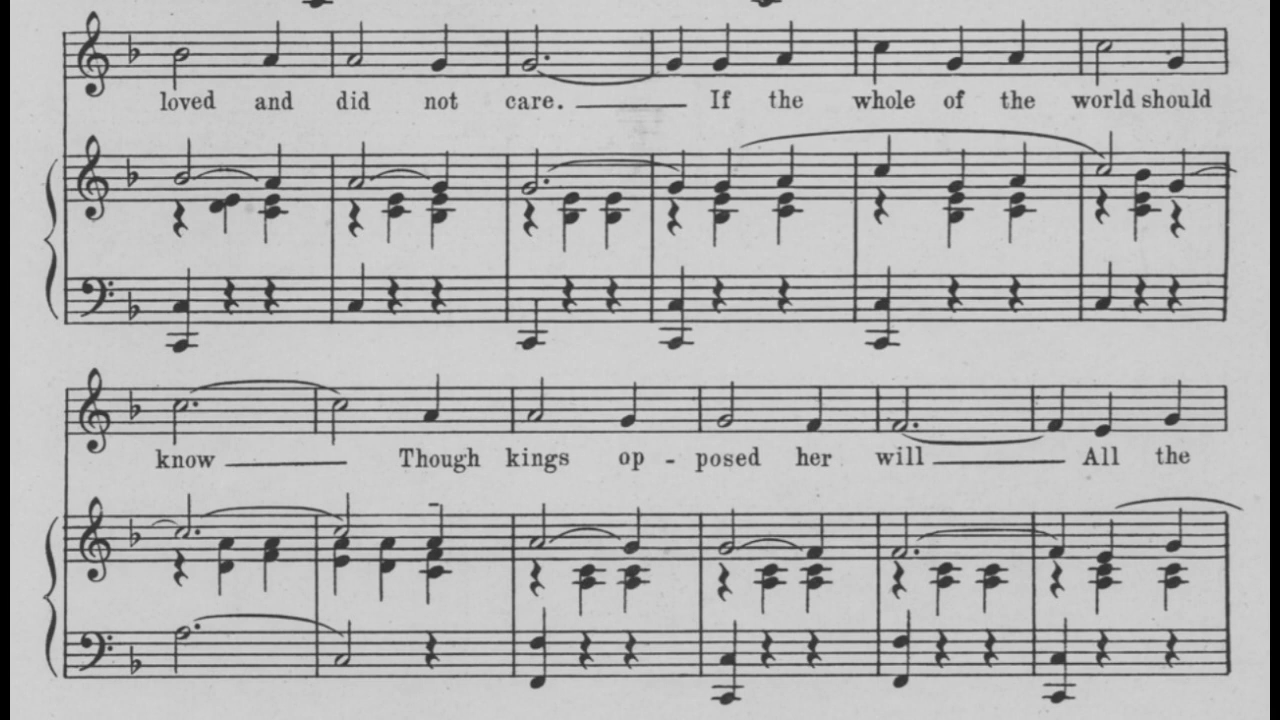 loved and did not care. If the whole of the world should
know Though kings op - posed her will All the